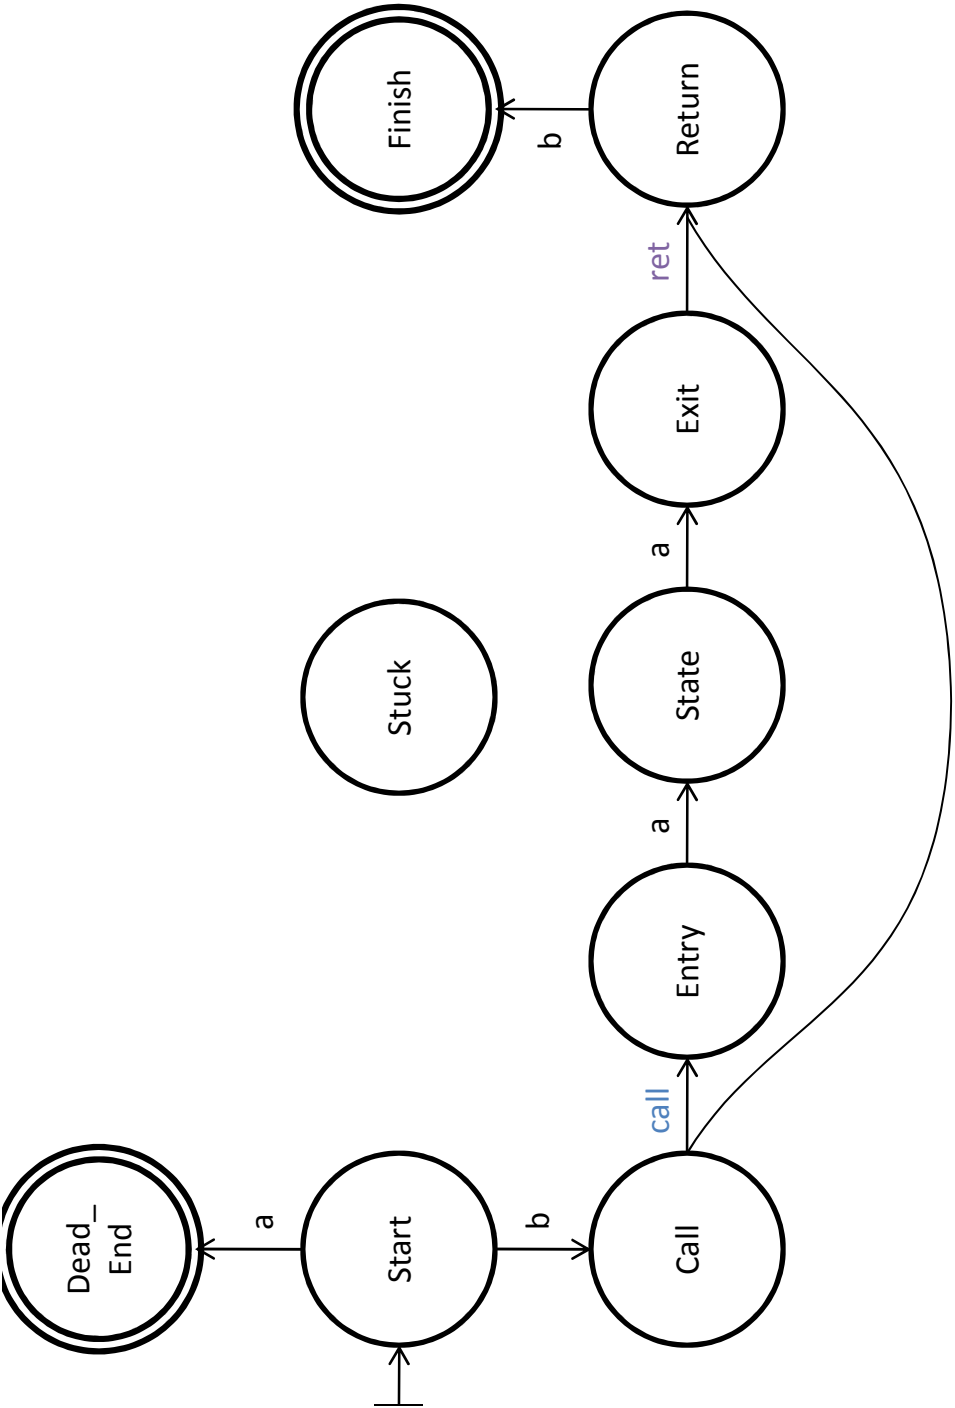 Dead_
End
a
Start
b
Call
call
Entry
a
State
a
Exit
ret
Return
b
Finish
Stuck